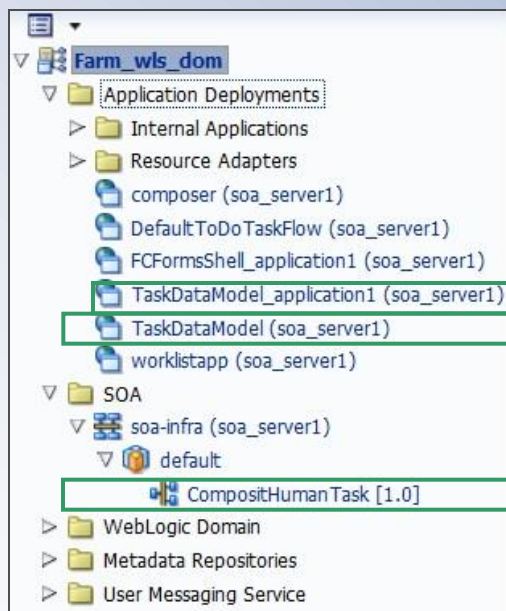 Farm_wls_dom
Application Deployments
Internal Applications
Resource Adapters
composer (soa_server1)
DefaultToDoTaskFlow (soa_server1)
FCFormsShell_application1 (soa_server1)
TaskDataModel_application1 (soa_server1)
TaskDataModel (soa_server1)
worklistapp (soa_server1)
SOA
soa-infra (soa_server1)
default
CompositHumanTask [1.0]
WebLogic Domain
Metadata Repositories
User Messaging Service